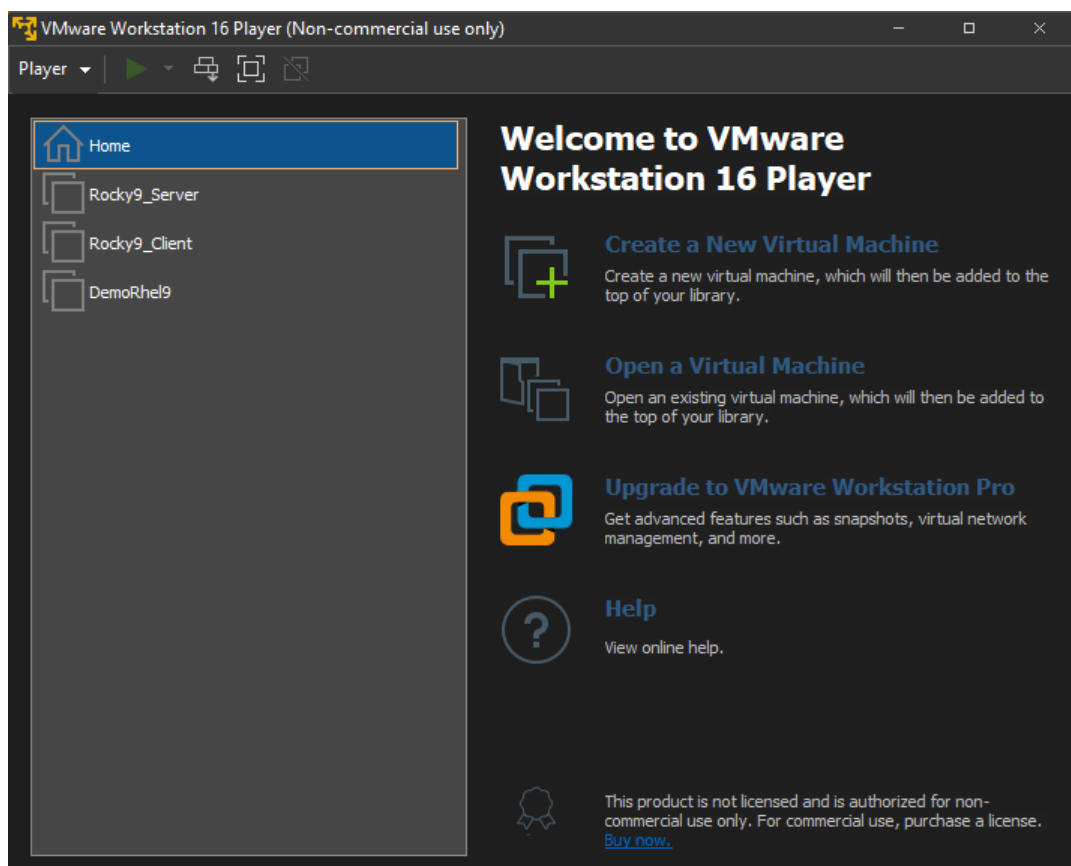 VMware Workstation 16 Player (Non-commercial use only)
Player
Home
Rocky9_Server
Rocky9_Client
DemoRhel9
Welcome to VMware
Workstation 16 Player
Create a New Virtual Machine
Create a new virtual machine, which will then be added to the
top of your library.
Open a Virtual Machine
Open an existing virtual machine, which will then be added to
the top of your library.
Upgrade to VMware Workstation Pro
Get advanced features such as snapshots, virtual network
management, and more.
?
Help
View online help.
This product is not licensed and is authorized for non-
commercial use only. For commercial use, purchase a license.
Buy now.